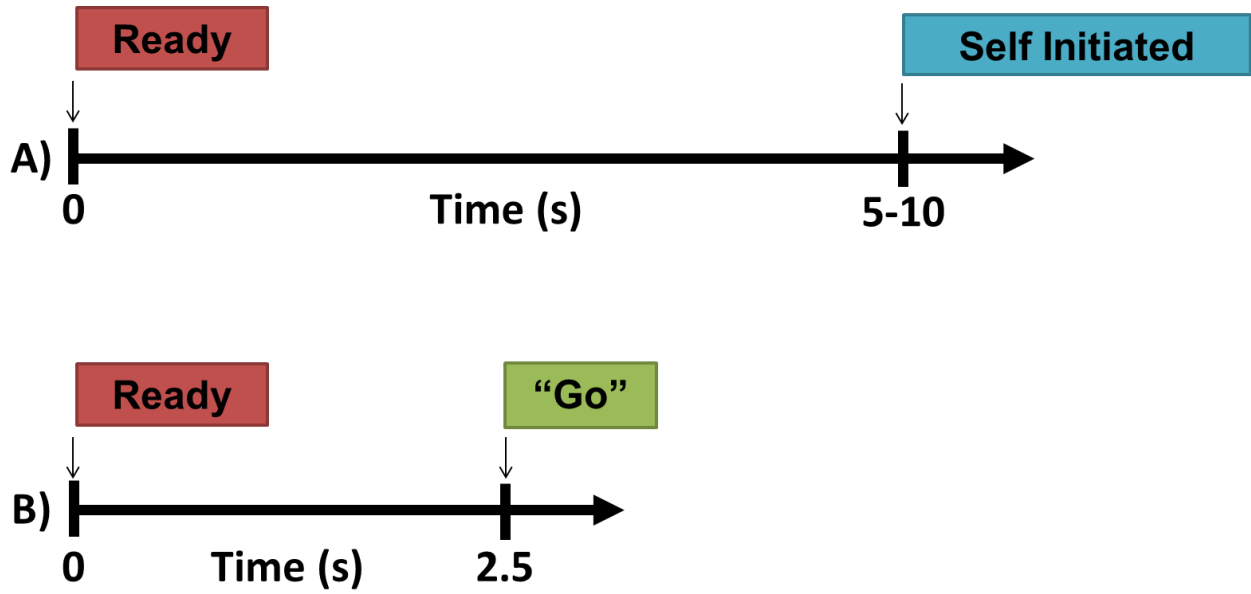 Ready
Self Initiated
A)
0
Time (s)
5-10
Ready
“Go”
B)
0
Time (s)
2.5